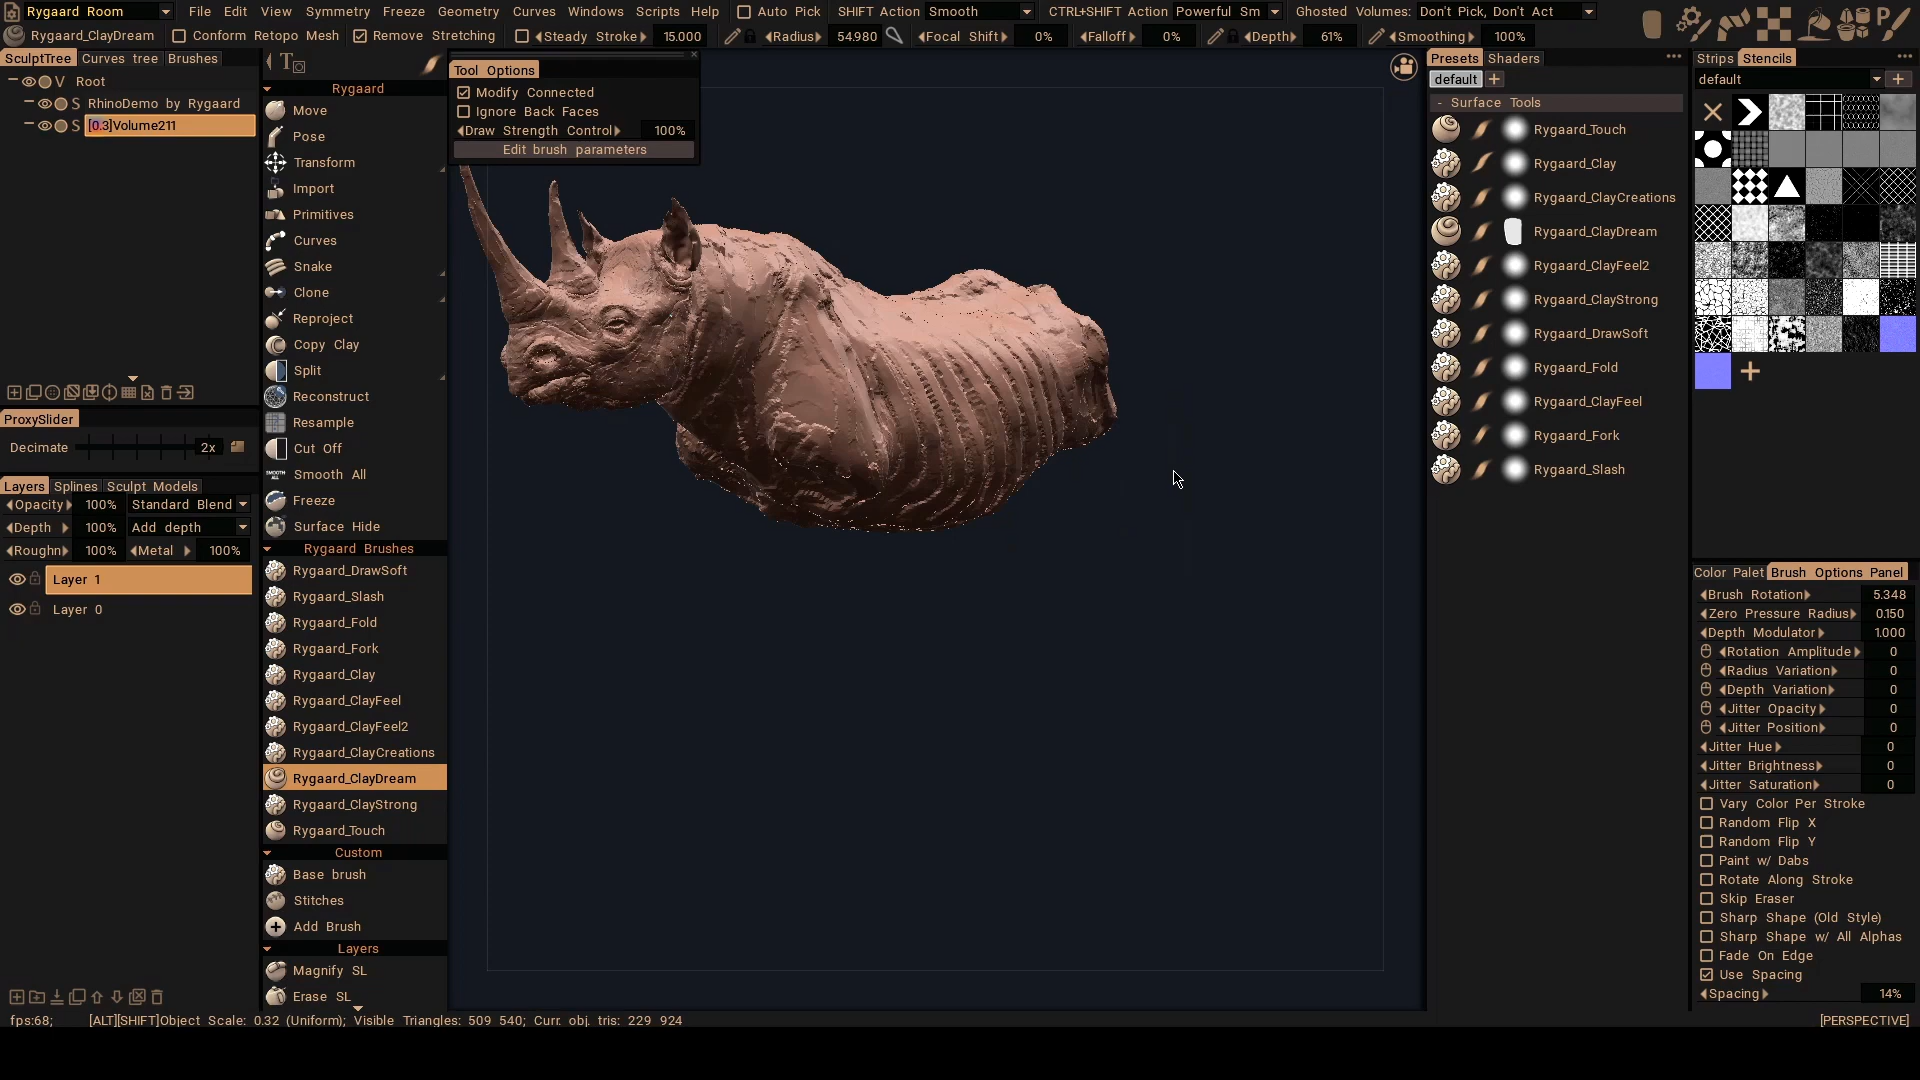 Rygaard Room File Edit View Symmetry Freeze Geometry Curves Windows Scripts Help Auto Pick SHIFT Action Smooth CTRL+SHIFT Action Powerful Sm Ghosted Volumes: Don't Pick, Don't Act
Rygaard_ClayDream Conform Retopo Mesh Remove Stretching Steady Stroke 15.000 Radius 54.980 Focal Shift 0% Falloff 0% Depth 61% Smoothing 100%
SculptTree Curves tree Brushes
V Root
S RhinoDemo by Rygaard
S [0.3]Volume211
ProxySlider
Decimate 2x
Layers Splines Sculpt Models
Opacity 100% Standard Blend
Depth 100% Add depth
Roughn 100% Metal 100%
Layer 1
Layer 0
Rygaard
Move
Pose
Transform
Import
Primitives
Curves
Snake
Clone
Reproject
Copy Clay
Split
Reconstruct
Resample
Cut Off
SMOOTH ALL Smooth All
Freeze
Surface Hide
Rygaard Brushes
Rygaard_DrawSoft
Rygaard_Slash
Rygaard_Fold
Rygaard_Fork
Rygaard_Clay
Rygaard_ClayFeel
Rygaard_ClayFeel2
Rygaard_ClayCreations
Rygaard_ClayDream
Rygaard_ClayStrong
Rygaard_Touch
Custom
Base brush
Stitches
Add Brush
Layers
Magnify SL
Erase SL
Tool Options
Modify Connected
Ignore Back Faces
Draw Strength Control 100%
Edit brush parameters
Presets Shaders
default
- Surface Tools
Rygaard_Touch
Rygaard_Clay
Rygaard_ClayCreations
Rygaard_ClayDream
Rygaard_ClayFeel2
Rygaard_ClayStrong
Rygaard_DrawSoft
Rygaard_Fold
Rygaard_ClayFeel
Rygaard_Fork
Rygaard_Slash
Strips Stencils
default
Color Palet Brush Options Panel
Brush Rotation 5.348
Zero Pressure Radius 0.150
Depth Modulator 1.000
Rotation Amplitude 0
Radius Variation 0
Depth Variation 0
Jitter Opacity 0
Jitter Position 0
Jitter Hue 0
Jitter Brightness 0
Jitter Saturation 0
Vary Color Per Stroke
Random Flip X
Random Flip Y
Paint w/ Dabs
Rotate Along Stroke
Skip Eraser
Sharp Shape (Old Style)
Sharp Shape w/ All Alphas
Fade On Edge
Use Spacing
Spacing 14%
fps:68; [ALT][SHIFT]Object Scale: 0.32 (Uniform); Visible Triangles: 509 540; Curr. obj. tris: 229 924 [PERSPECTIVE]